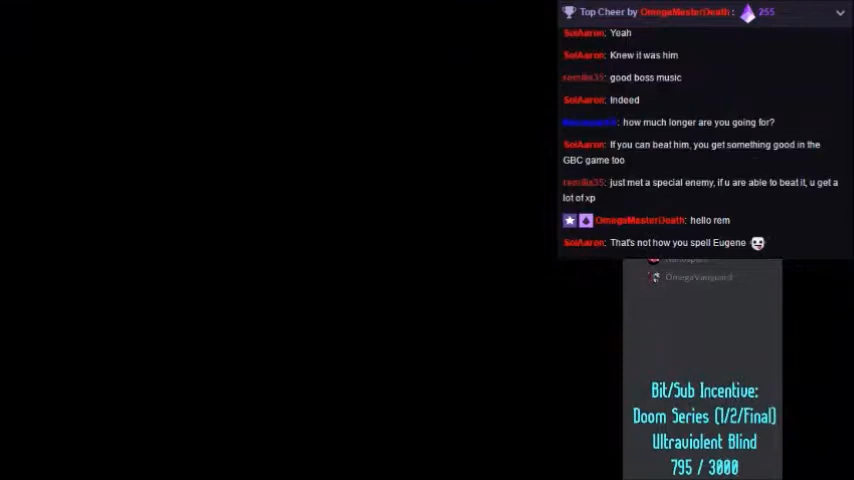 Top Cheer by OmegaMasterDeath: 255
SolAaron: Yeah
SolAaron: Knew it was him
remilia35: good boss music
SolAaron: Indeed
: how much longer are you going for?
SolAaron: If you can beat him, you get something good in the
GBC game too
remilia35: just met a special enemy, if u are able to beat it, u get a
lot of xp
OmegaMasterDeath: hello rem
SolAaron: That's not how you spell Eugene
OmegaVanguard
Bit/Sub Incentive:
Doom Series (1/2/Final)
Ultraviolent Blind
795 / 3000